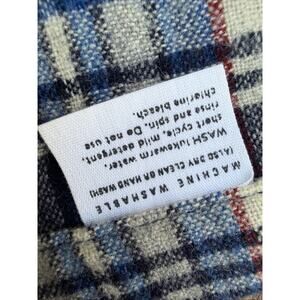 MACHINE WASHABLE
(ALSO DRY CLEAN OR HAND WASH)
WASH lukewarm water,
short cycle, mild detergent.
rinse and spin. Do not use
chlorine bleach.